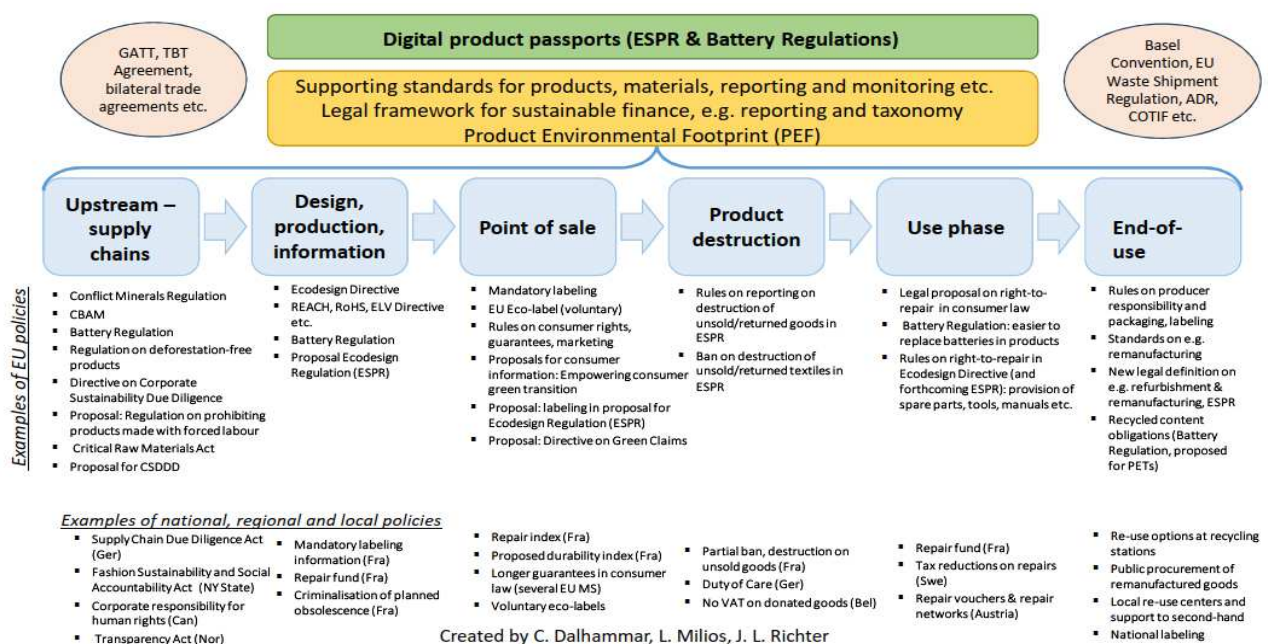 GATT, TBT
Agreement,
bilateral trade
agreements etc.
Digital product passports (ESPR & Battery Regulations)
Supporting standards for products, materials, reporting and monitoring etc.
Legal framework for sustainable finance, e.g. reporting and taxonomy
Product Environmental Footprint (PEF)
Basel
Convention, EU
Waste Shipment
Regulation, ADR,
COTIF etc.
Upstream –
supply
chains
Design,
production,
information
Point of sale
Product
destruction
Use phase
End-of-
use
Examples of EU policies
▪ Conflict Minerals Regulation
▪ CBAM
▪ Battery Regulation
▪ Regulation on deforestation-free
products
▪ Directive on Corporate
Sustainability Due Diligence
▪ Proposal: Regulation on prohibiting
products made with forced labour
▪ Critical Raw Materials Act
▪ Proposal for CSDDD
▪ Ecodesign Directive
▪ REACH, RoHS, ELV Directive
etc.
▪ Battery Regulation
▪ Proposal Ecodesign
Regulation (ESPR)
▪ Mandatory labeling
▪ EU Eco-label (voluntary)
▪ Rules on consumer rights,
guarantees, marketing
▪ Proposals for consumer
information: Empowering consumer
green transition
▪ Proposal: labeling in proposal for
Ecodesign Regulation (ESPR)
▪ Proposal: Directive on Green Claims
▪ Rules on reporting on
destruction of
unsold/returned goods in
ESPR
▪ Ban on destruction of
unsold/returned textiles in
ESPR
▪ Legal proposal on right-to-
repair in consumer law
▪ Battery Regulation: easier to
replace batteries in products
▪ Rules on right-to-repair in
Ecodesign Directive (and
forthcoming ESPR): provision of
spare parts, tools, manuals etc.
▪ Rules on producer
responsibility and
packaging, labeling
▪ Standards on e.g.
remanufacturing
▪ New legal definition on
e.g. refurbishment &
remanufacturing, ESPR
▪ Recycled content
obligations (Battery
Regulation, proposed
for PETs)
Examples of national, regional and local policies
▪ Supply Chain Due Diligence Act
(Ger)
▪ Fashion Sustainability and Social
Accountability Act (NY State)
▪ Corporate responsibility for
human rights (Can)
▪ Transparency Act (Nor)
▪ Mandatory labeling
information (Fra)
▪ Repair fund (Fra)
▪ Criminalisation of planned
obsolescence (Fra)
▪ Repair index (Fra)
▪ Proposed durability index (Fra)
▪ Longer guarantees in consumer
law (several EU MS)
▪ Voluntary eco-labels
▪ Partial ban, destruction on
unsold goods (Fra)
▪ Duty of Care (Ger)
▪ No VAT on donated goods (Bel)
▪ Repair fund (Fra)
▪ Tax reductions on repairs
(Swe)
▪ Repair vouchers & repair
networks (Austria)
▪ Re-use options at recycling
stations
▪ Public procurement of
remanufactured goods
▪ Local re-use centers and
support to second-hand
▪ National labeling
Created by C. Dalhammar, L. Milios, J. L. Richter